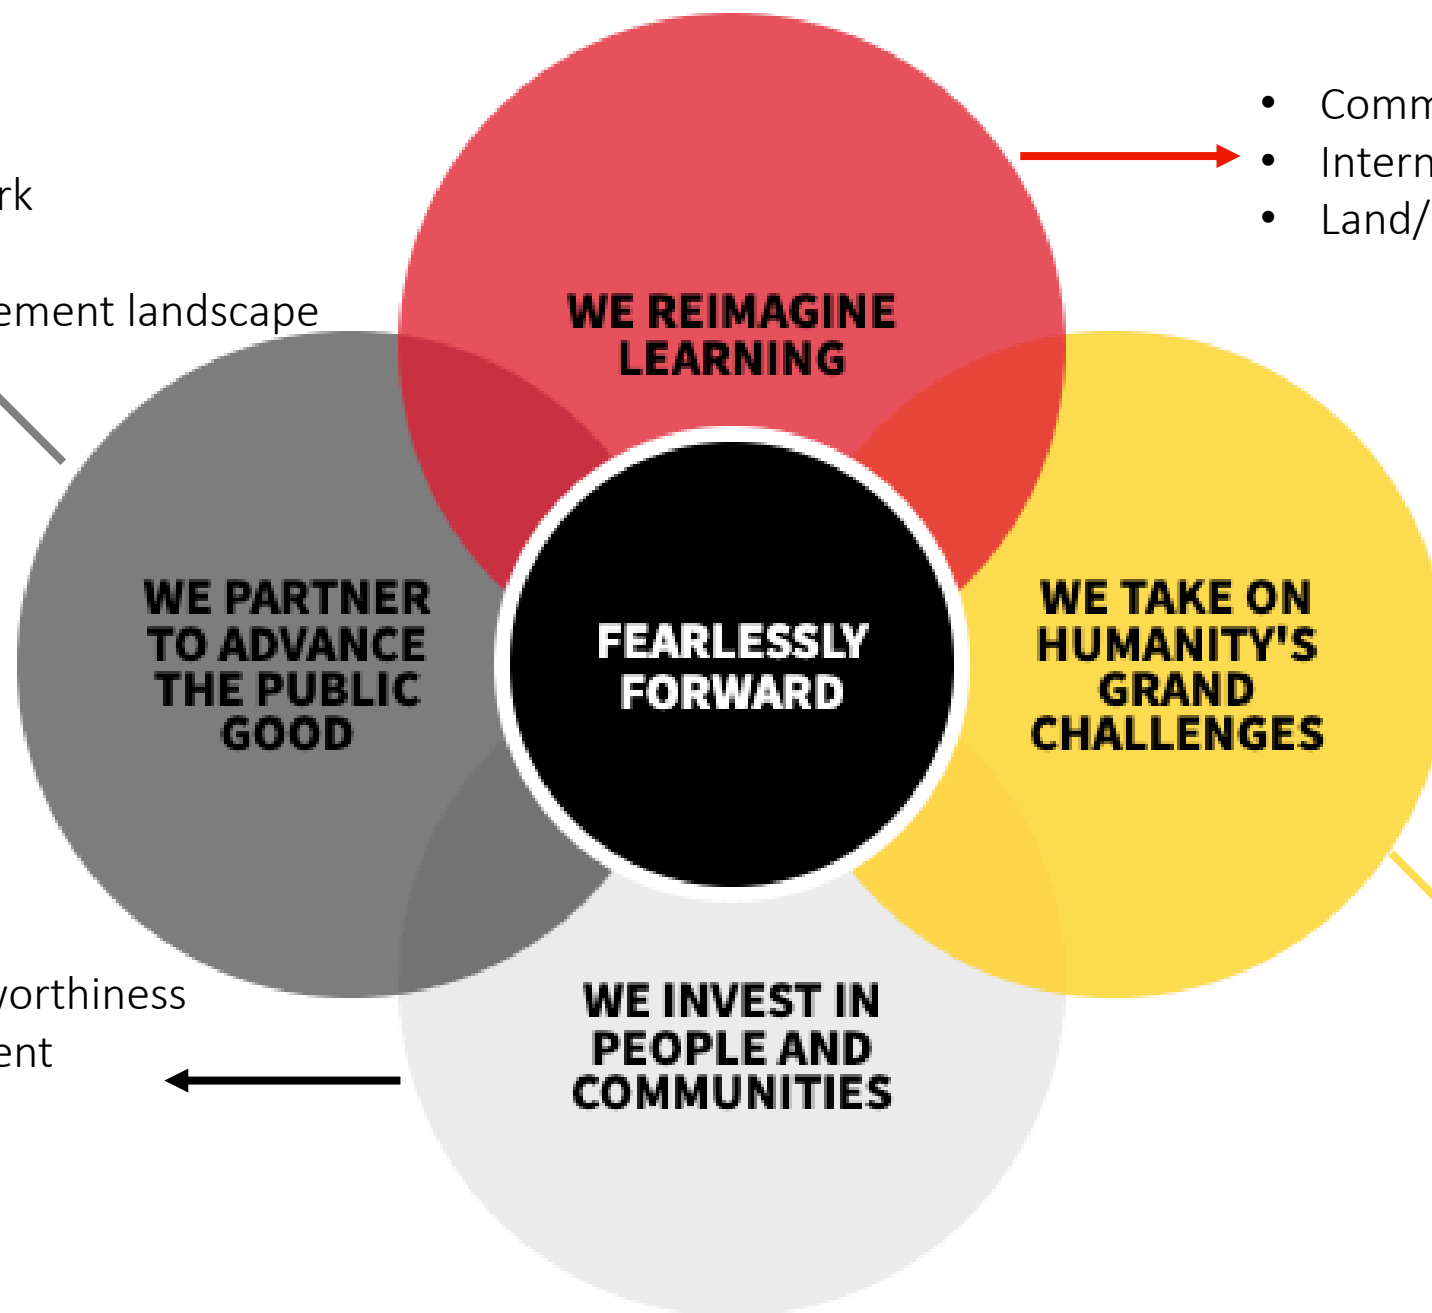 • Comm
• Intern
• Land/
rk
ement landscape
WE REIMAGINE
LEARNING
WE PARTNER
TO ADVANCE
THE PUBLIC
GOOD
FEARLESSLY
FORWARD
WE TAKE ON
HUMANITY'S
GRAND
CHALLENGES
worthiness
ent
WE INVEST IN
PEOPLE AND
COMMUNITIES